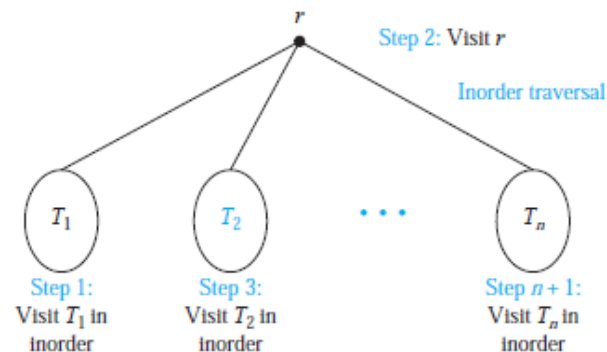 r
Step 2: Visit r
Inorder traversal
T1
T2
• • •
Tn
Step 1:
Visit T1 in
inorder
Step 3:
Visit T2 in
inorder
Step n + 1:
Visit Tn in
inorder